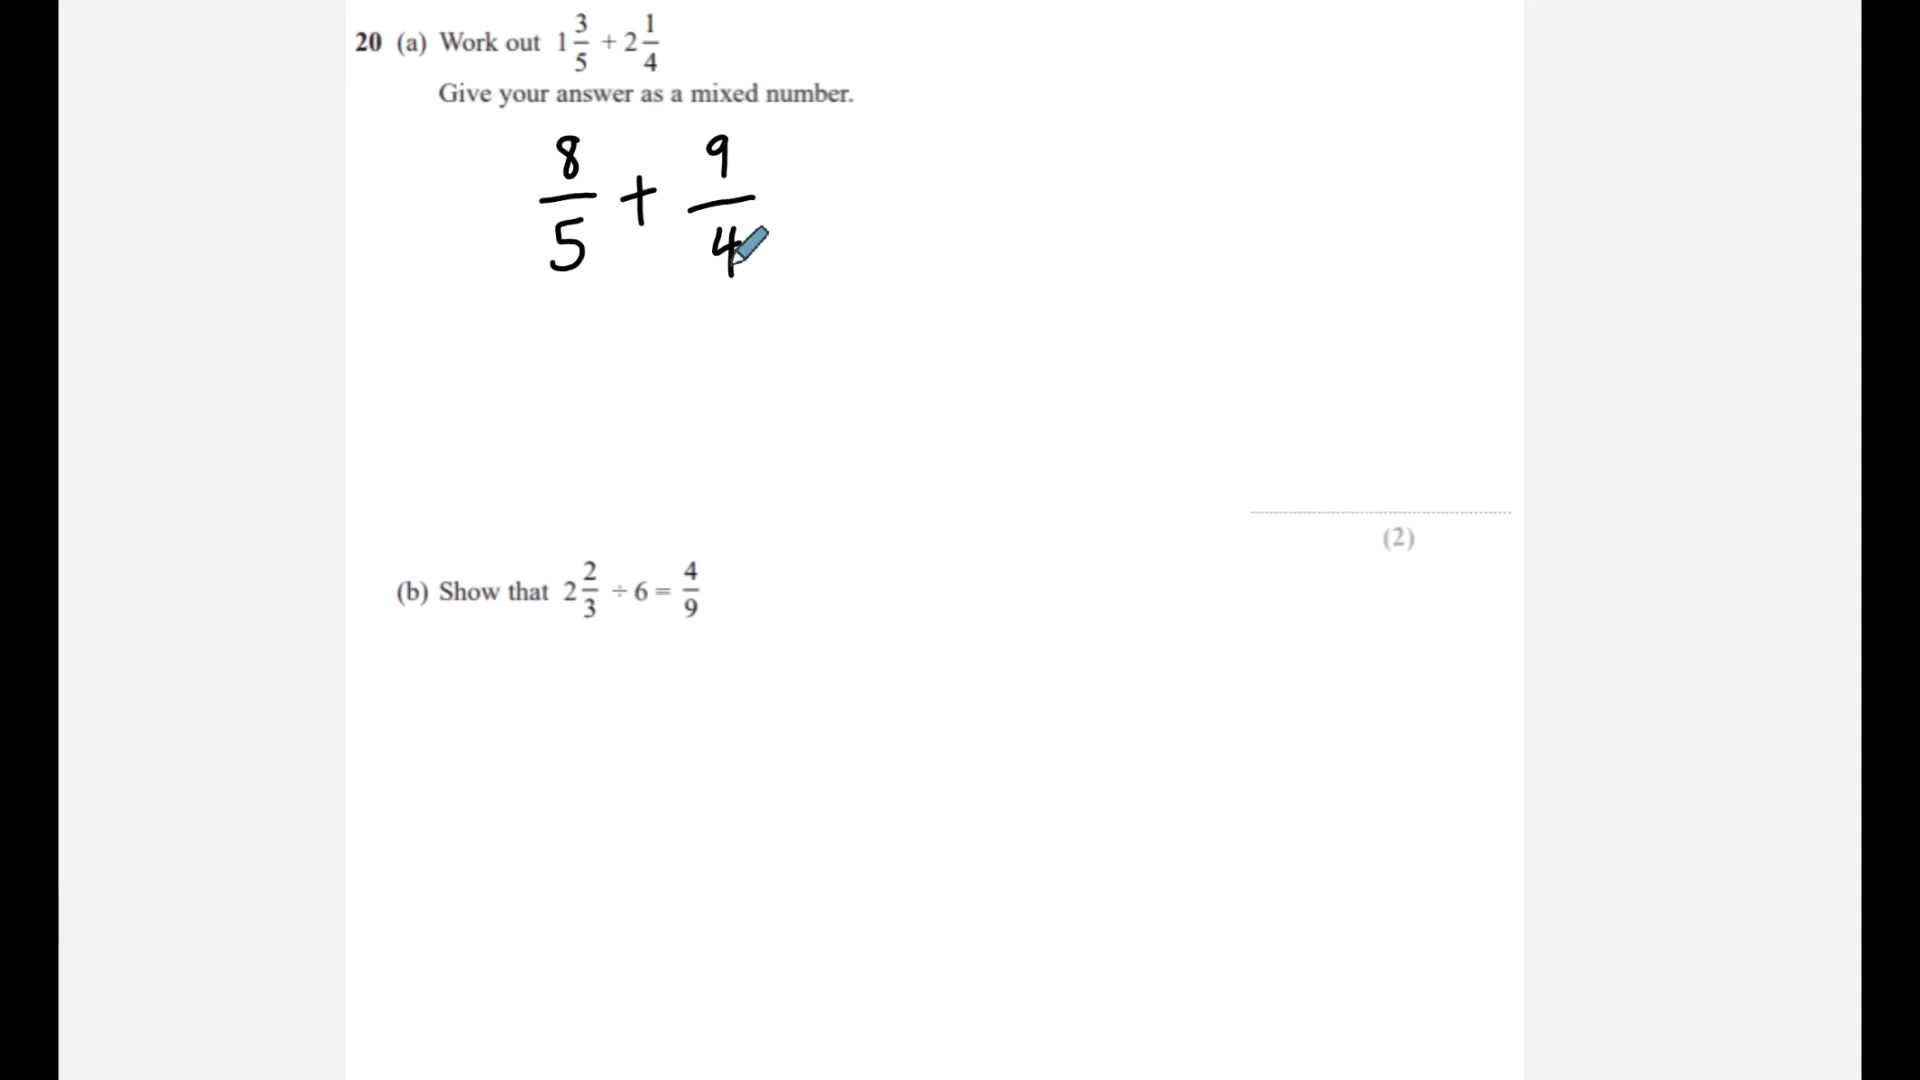 20 (a) Work out 1 3/5 + 2 1/4
Give your answer as a mixed number.
8/5 + 9/4
(2)
(b) Show that 2 2/3 ÷ 6 = 4/9